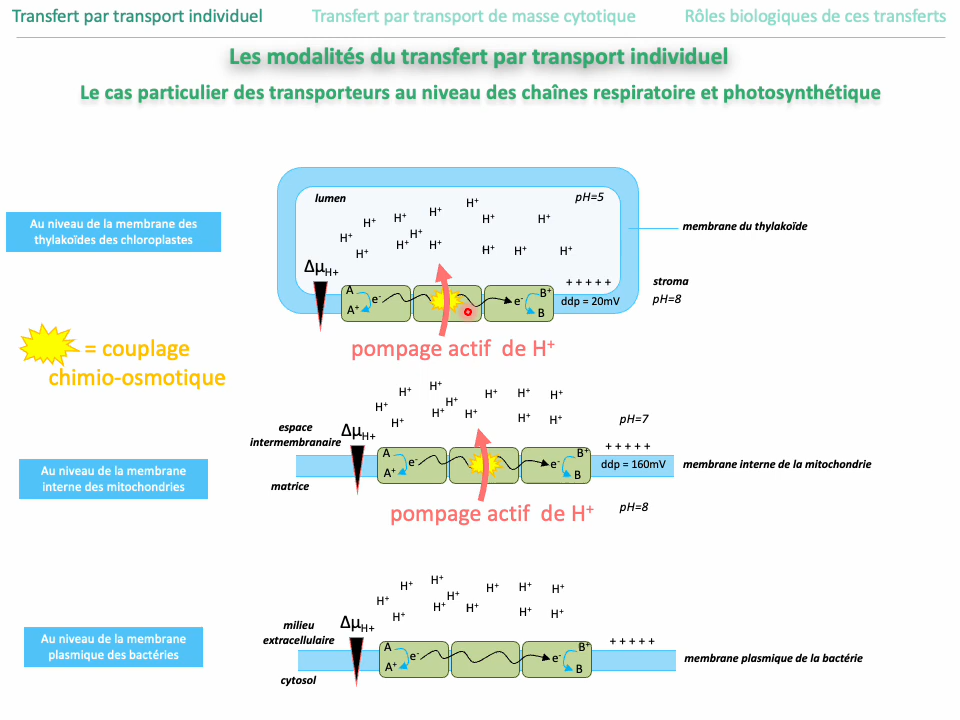 Transfert par transport individuel Transfert par transport de masse cytotique Rôles biologiques de ces transferts
Les modalités du transfert par transport individuel
Le cas particulier des transporteurs au niveau des chaînes respiratoire et photosynthétique
Au niveau de la membrane des
thylakoïdes des chloroplastes
lumen
pH=5
H⁺ H⁺ H⁺ H⁺ H⁺ H⁺
H⁺ H⁺ H⁺ H⁺
H⁺ H⁺ H⁺ H⁺
membrane du thylakoïde
ΔμH+
A
A⁺
e⁻
e⁻
B⁺
B
+ + + + +
ddp = 20mV
stroma
pH=8
pompage actif de H⁺
= couplage
chimio-osmotique
H⁺ H⁺ H⁺ H⁺ H⁺
H⁺ H⁺ H⁺ H⁺
H⁺ H⁺ H⁺
pH=7
espace
intermembranaire
ΔμH+
Au niveau de la membrane
interne des mitochondries
matrice
A
A⁺
e⁻
e⁻
B⁺
B
+ + + + +
ddp = 160mV
membrane interne de la mitochondrie
pH=8
pompage actif de H⁺
H⁺ H⁺ H⁺ H⁺ H⁺
H⁺ H⁺ H⁺ H⁺
H⁺ H⁺ H⁺
milieu
extracellulaire
ΔμH+
Au niveau de la membrane
plasmique des bactéries
cytosol
A
A⁺
e⁻
e⁻
B⁺
B
+ + + + +
membrane plasmique de la bactérie